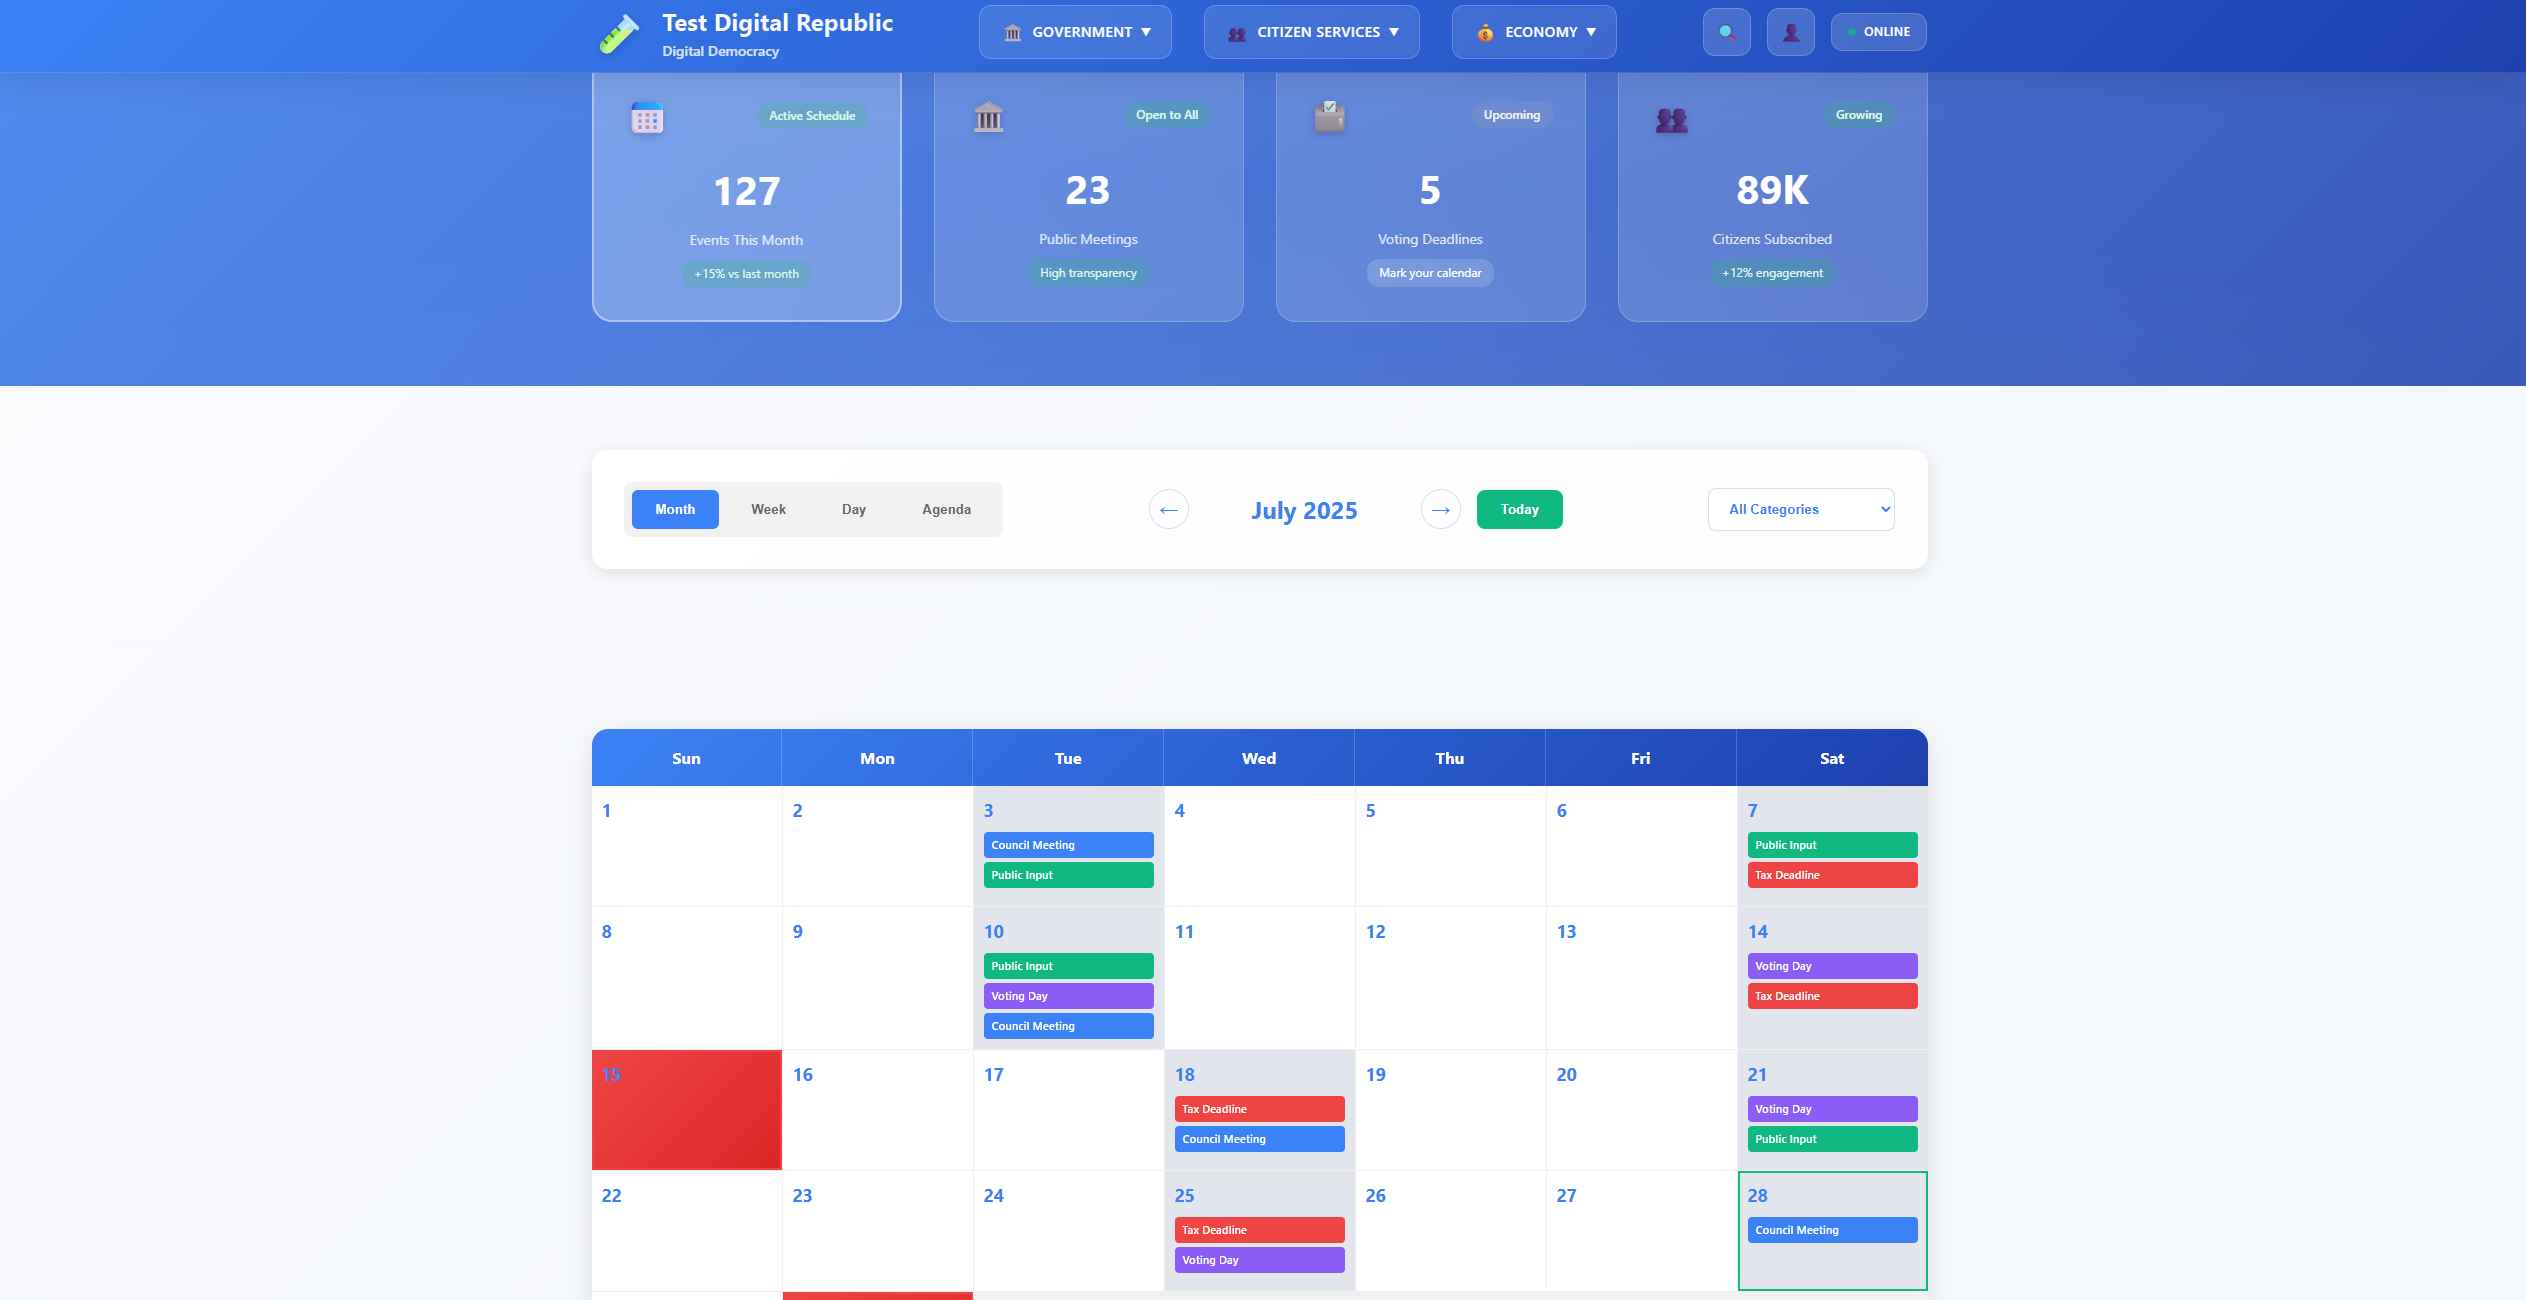 Test Digital Republic
Digital Democracy
GOVERNMENT ▼
CITIZEN SERVICES ▼
ECONOMY ▼
ONLINE
Active Schedule
127
Events This Month
+15% vs last month
Open to All
23
Public Meetings
High transparency
Upcoming
5
Voting Deadlines
Mark your calendar
Growing
89K
Citizens Subscribed
+12% engagement
Month Week Day Agenda
← July 2025 → Today
All Categories
Sun Mon Tue Wed Thu Fri Sat
1
2
3
Council Meeting
Public Input
4
5
6
7
Public Input
Tax Deadline
8
9
10
Public Input
Voting Day
Council Meeting
11
12
13
14
Voting Day
Tax Deadline
15
16
17
18
Tax Deadline
Council Meeting
19
20
21
Voting Day
Public Input
22
23
24
25
Tax Deadline
Voting Day
26
27
28
Council Meeting